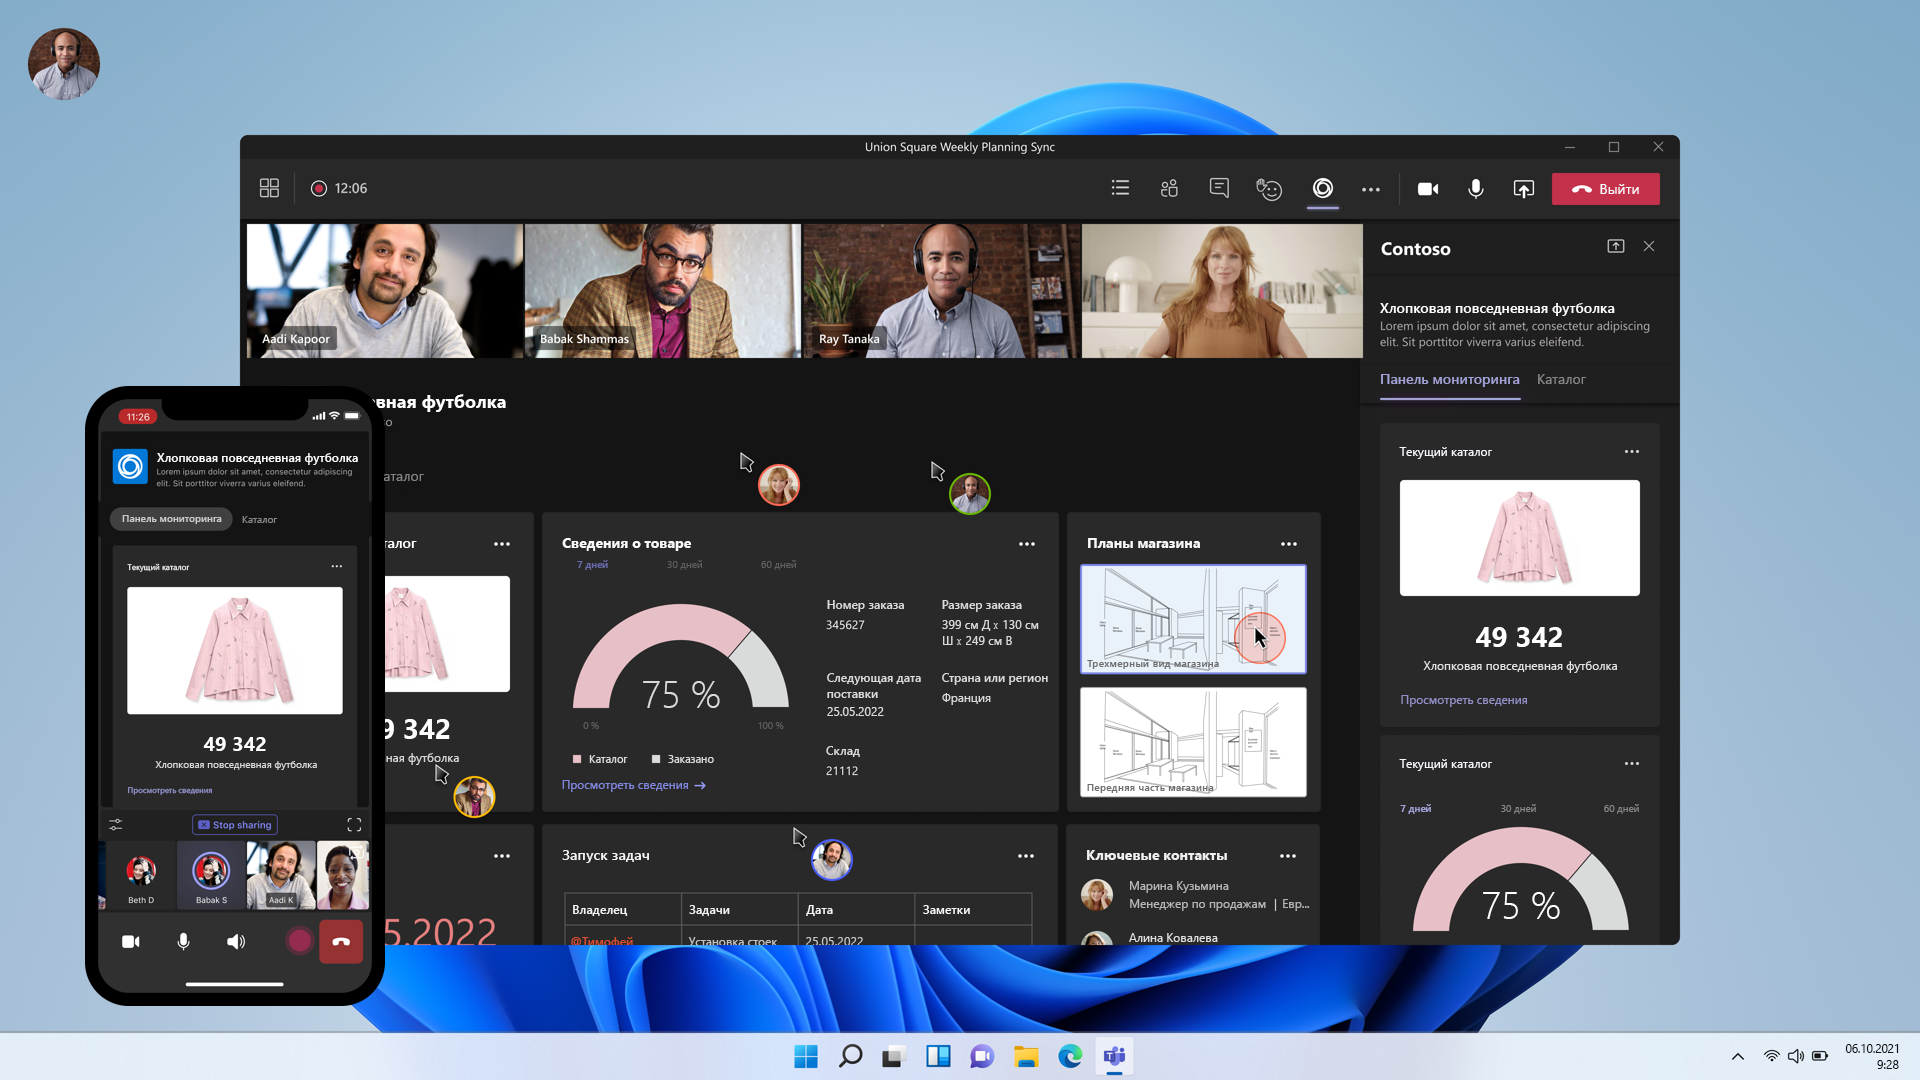 Union Square Weekly Planning Sync
12:06
Выйти
Aadi Kapoor
Babak Shammas
Ray Tanaka
Contoso
Хлопковая повседневная футболка
Lorem ipsum dolor sit amet, consectetur adipiscing
elit. Sit porttitor viverra varius eleifend.
Панель мониторинга
Каталог
Текущий каталог
49 342
Хлопковая повседневная футболка
Просмотреть сведения
Текущий каталог
7 дней
30 дней
60 дней
75 %
вная футболка
о
аталог
талог
9 342
ная футболка
5.2022
Сведения о товаре
7 дней
30 дней
60 дней
75 %
0 %
100 %
Каталог
Заказано
Просмотреть сведения
Номер заказа
345627
Размер заказа
399 см Д x 130 см
Ш x 249 см В
Следующая дата
поставки
25.05.2022
Страна или регион
Франция
Склад
21112
Планы магазина
Трехмерный вид магазина
Передняя часть магазина
Запуск задач
Владелец
Задачи
Дата
Заметки
@Тимофей
Установка стоек
25.05.2022
Ключевые контакты
Марина Кузьмина
Менеджер по продажам | Евр...
Алина Ковалева
11:26
Хлопковая повседневная футболка
Lorem ipsum dolor sit amet, consectetur adipiscing
elit. Sit porttitor viverra varius eleifend.
Панель мониторинга
Каталог
Текущий каталог
49 342
Хлопковая повседневная футболка
Просмотреть сведения
Stop sharing
Beth D
Babak S
Aadi K
06.10.2021
9:28